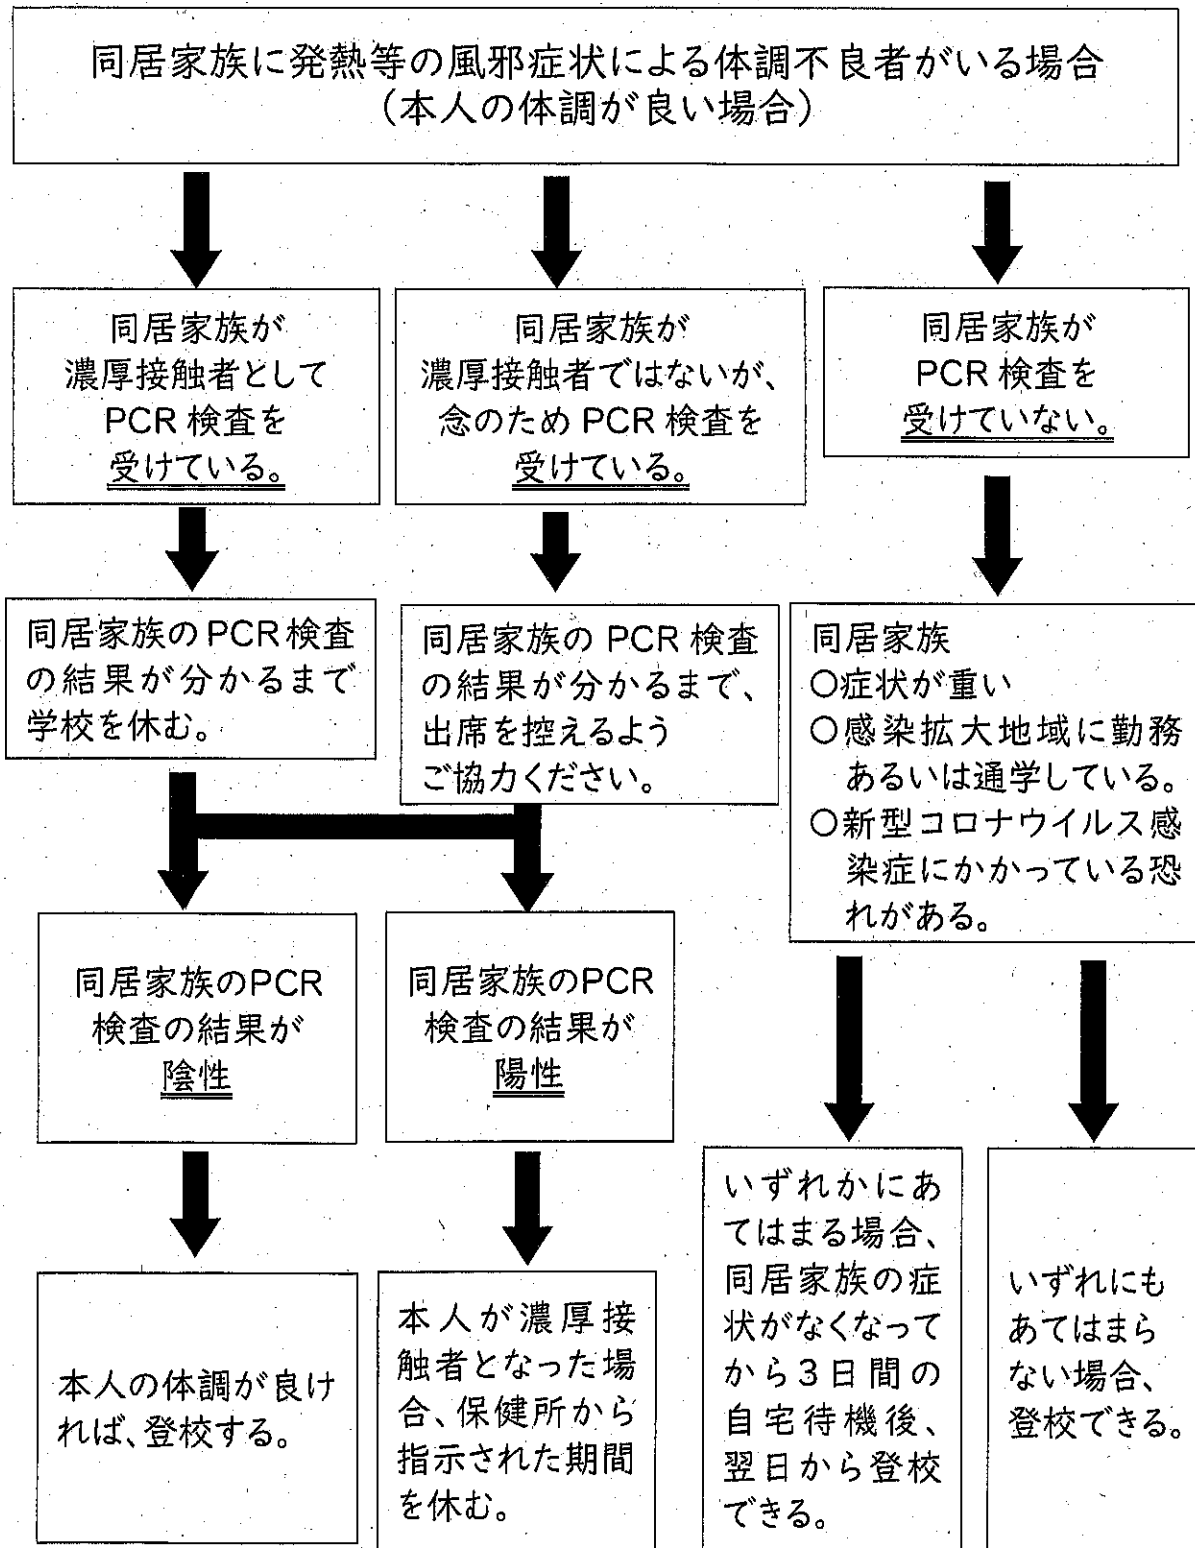 同居家族に発熱等の風邪症状による体調不良者がいる場合
(本人の体調が良い場合)
同居家族が
濃厚接触者として
PCR検査を
受けている。
同居家族が
濃厚接触者ではないが、
念のためPCR検査を
受けている。
同居家族が
PCR検査を
受けていない。
同居家族のPCR検査
の結果が分かるまで
学校を休む。
同居家族のPCR検査
の結果が分かるまで、
出席を控えるよう
ご協力ください。
同居家族
○症状が重い
○感染拡大地域に勤務
あるいは通学している。
○新型コロナウイルス感
染症にかかっている恐
れがある。
同居家族のPCR
検査の結果が
陰性
同居家族のPCR
検査の結果が
陽性
本人の体調が良け
れば、登校する。
本人が濃厚接
触者となった場
合、保健所から
指示された期間
を休む。
いずれかにあ
てはまる場合、
同居家族の症
状がなくなって
から3日間の
自宅待機後、
翌日から登校
できる。
いずれにも
あてはまら
ない場合、
登校できる。